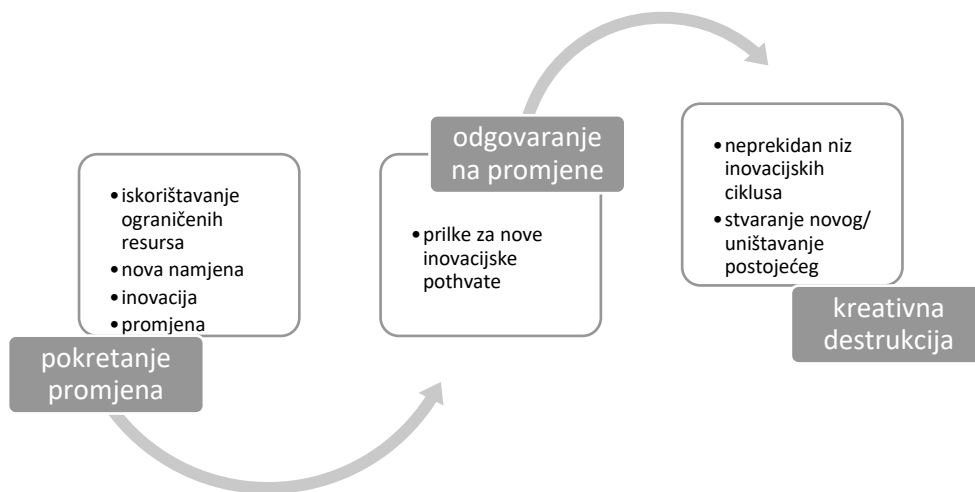 •iskorištavanje
ograničenih
resursa
•nova namjena
•inovacija
•promjena
pokretanje
promjena
odgovaranje
na promjene
•prilke za nove
inovacijske
pothvate
•neprekidan niz
inovacijskih
ciklusa
•stvaranje novog/
uništavanje
postojećeg
kreativna
destrukcija